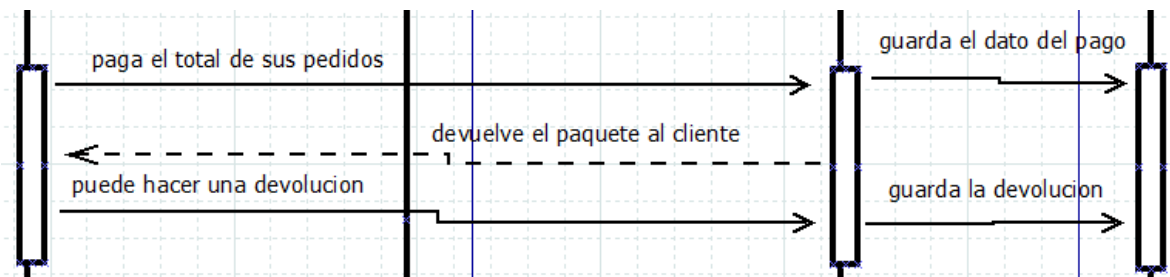 guarda el dato del pago
paga el total de sus pedidos
devuelve el paquete al cliente
puede hacer una devolucion
guarda la devolucion